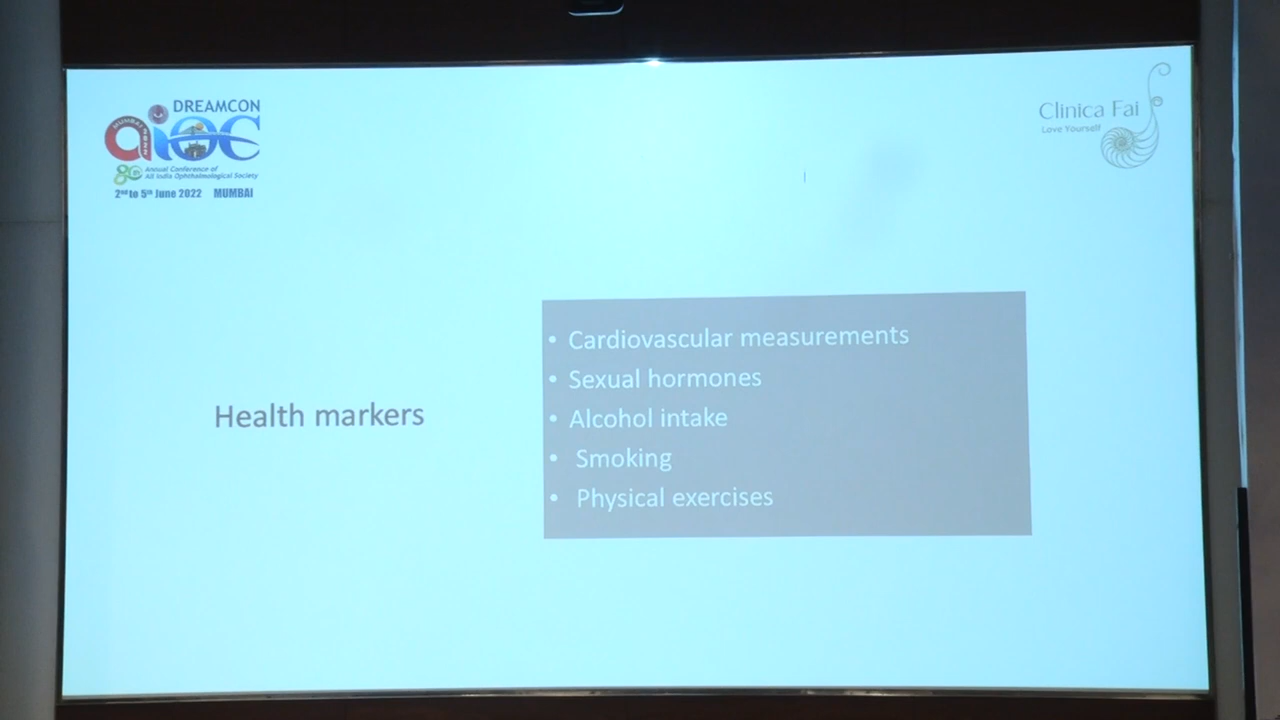 DREAMCON
aioc
MUMBAI 2022
80 Annual Conference of
All India Ophthalmological Society
2nd to 5th June 2022 MUMBAI
Clinica Fai
Love Yourself
Health markers
• Cardiovascular measurements
• Sexual hormones
• Alcohol intake
• Smoking
• Physical exercises